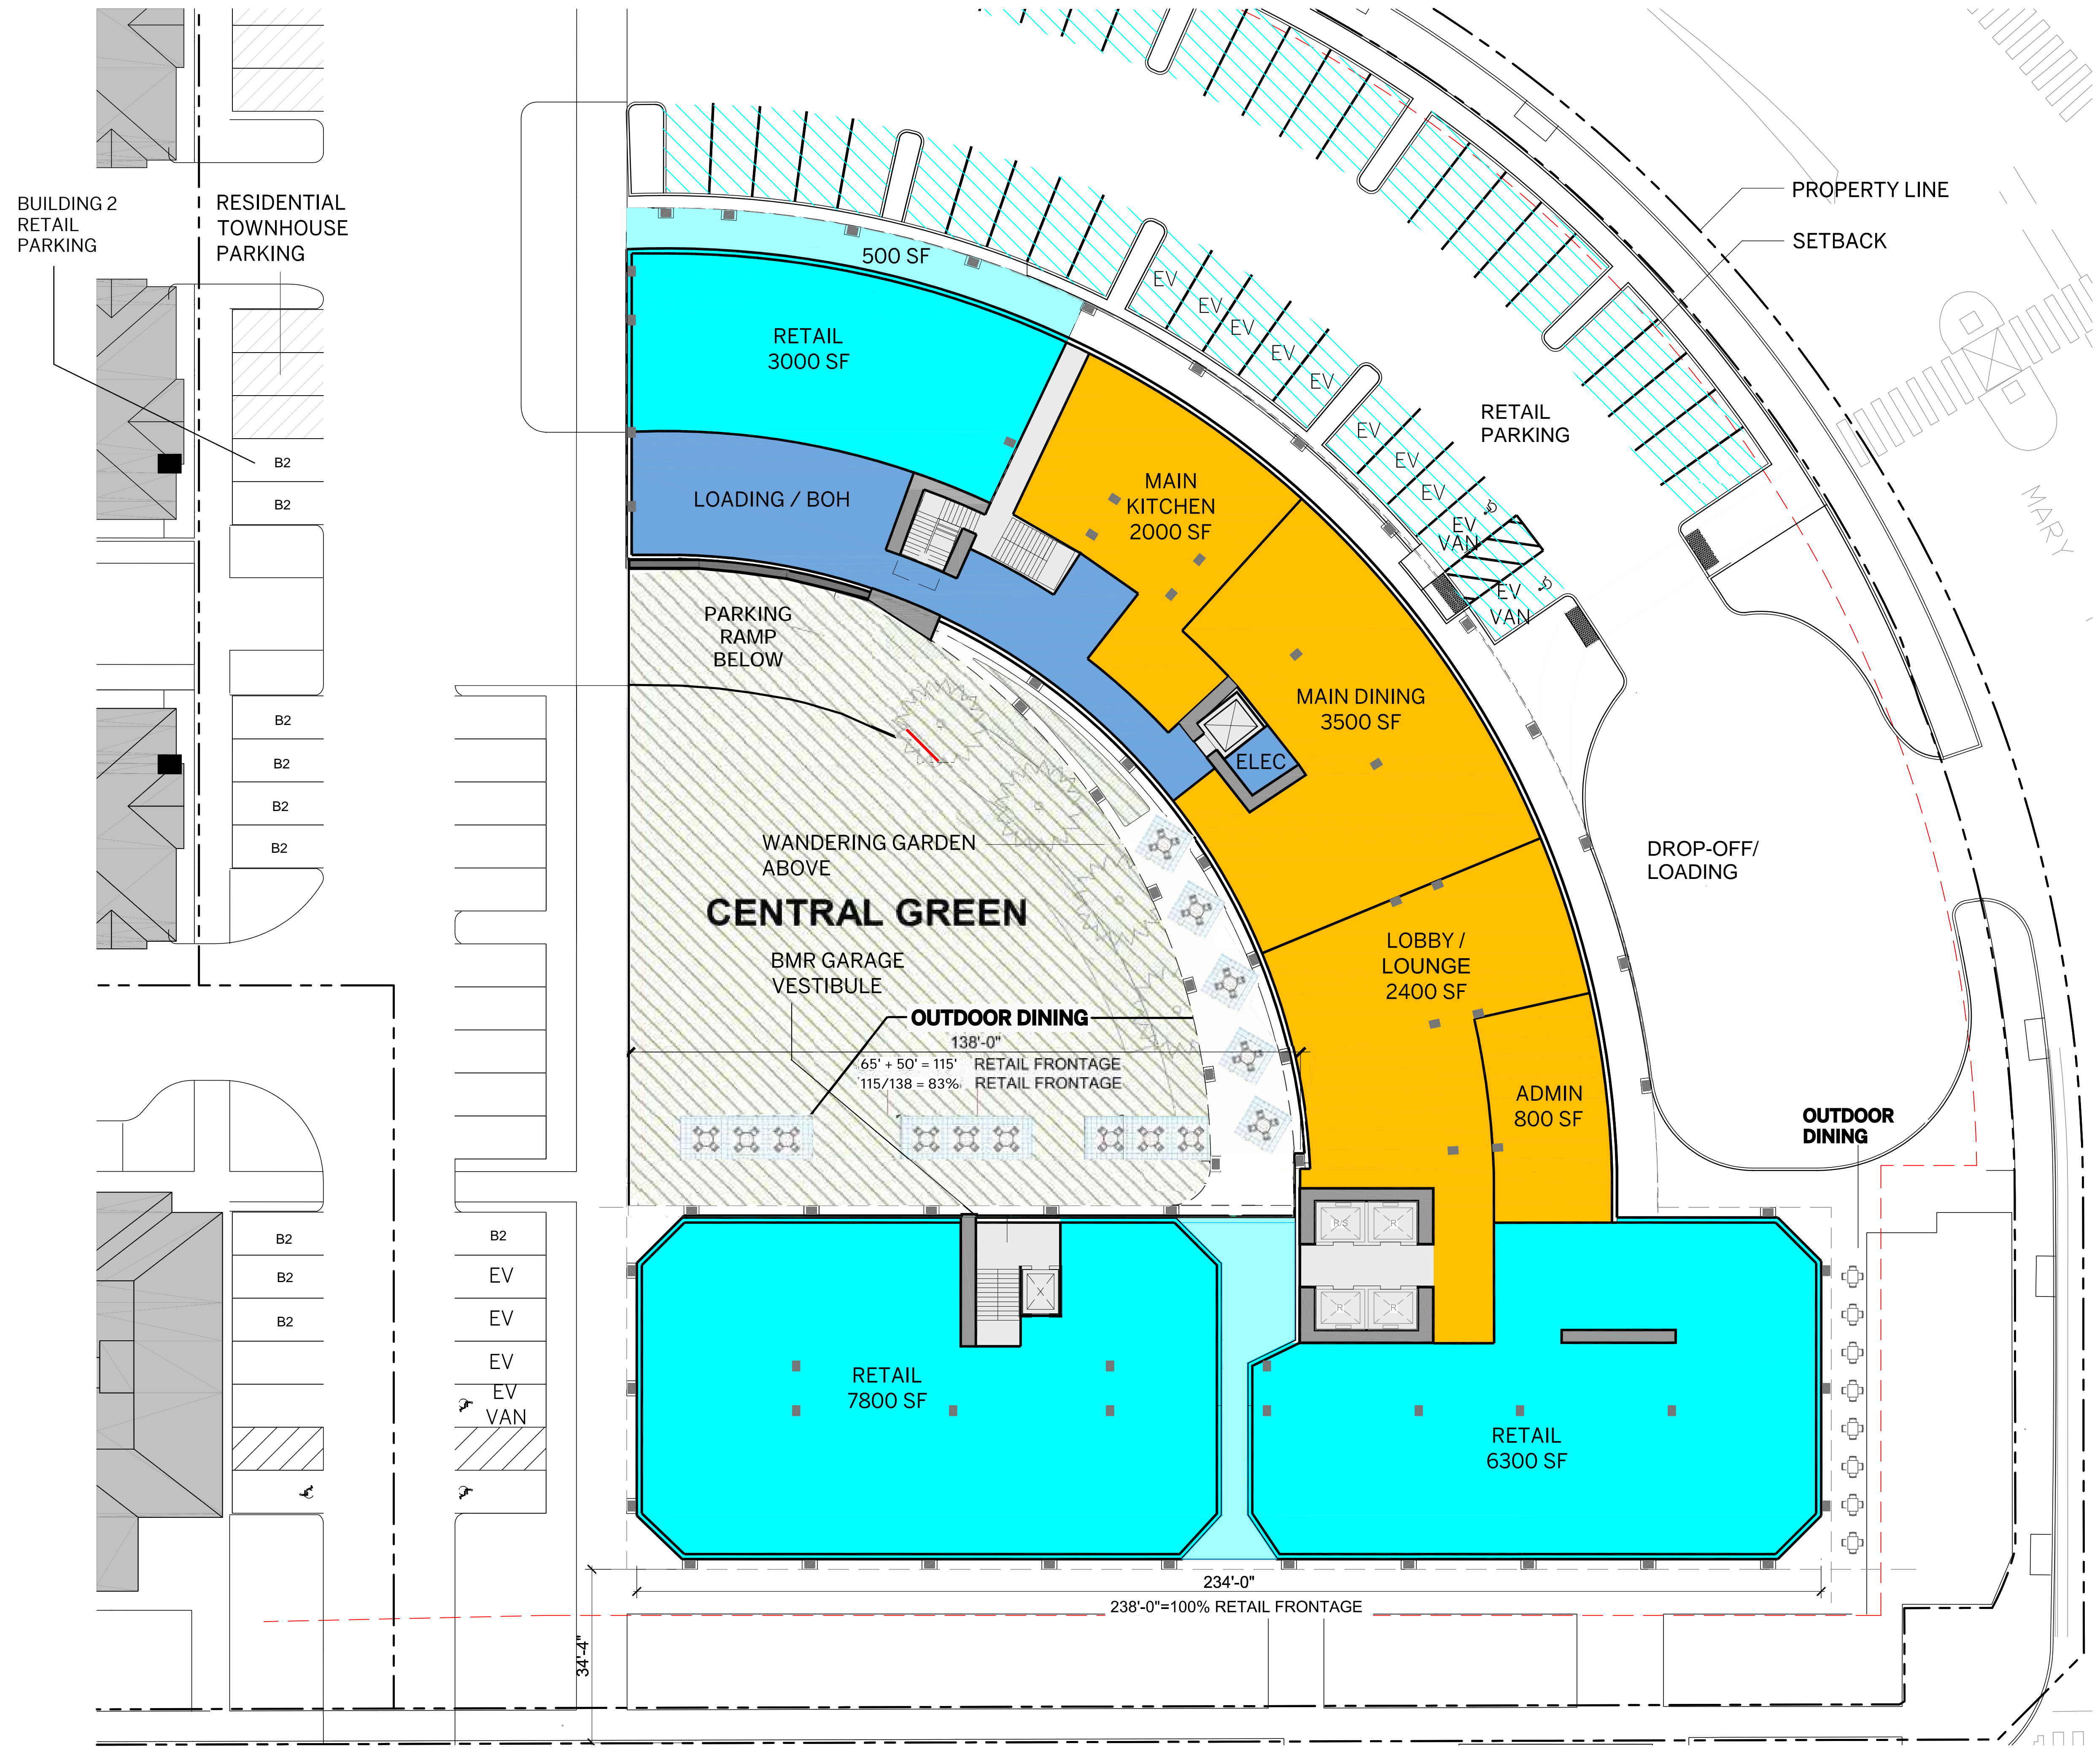 BUILDING 2
RETAIL
PARKING
RESIDENTIAL
TOWNHOUSE
PARKING
PROPERTY LINE
SETBACK
500 SF
RETAIL
3000 SF
EV
EV
EV
EV
EV
EV
EV
EV
EV
VAN
EV
VAN
RETAIL
PARKING
MARY
B2
B2
LOADING / BOH
MAIN
KITCHEN
2000 SF
PARKING
RAMP
BELOW
MAIN DINING
3500 SF
ELEC
B2
B2
B2
B2
WANDERING GARDEN
ABOVE
CENTRAL GREEN
DROP-OFF/
LOADING
BMR GARAGE
VESTIBULE
LOBBY /
LOUNGE
2400 SF
OUTDOOR DINING
138'-0"
65' + 50' = 115' RETAIL FRONTAGE
115/138 = 83% RETAIL FRONTAGE
ADMIN
800 SF
OUTDOOR
DINING
B2
B2
B2
B2
EV
EV
EV
EV
VAN
R/S
R
R
R
RETAIL
7800 SF
RETAIL
6300 SF
234'-0"
238'-0"=100% RETAIL FRONTAGE
34'-4"